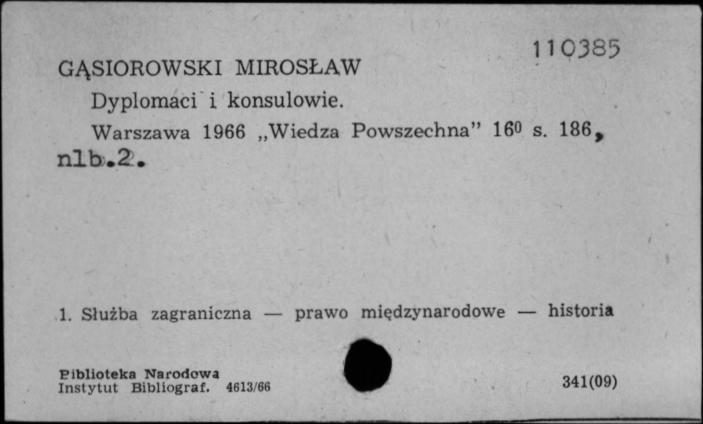 110385
GĄSIOROWSKI MIROSŁAW
Dyplomaci i konsulowie.
Warszawa 1966 „Wiedza Powszechna” 16⁰ s. 186,
nlb.2.
1. Służba zagraniczna — prawo międzynarodowe — historia
Biblioteka Narodowa
Instytut Bibliograf. 4613/66
341(09)